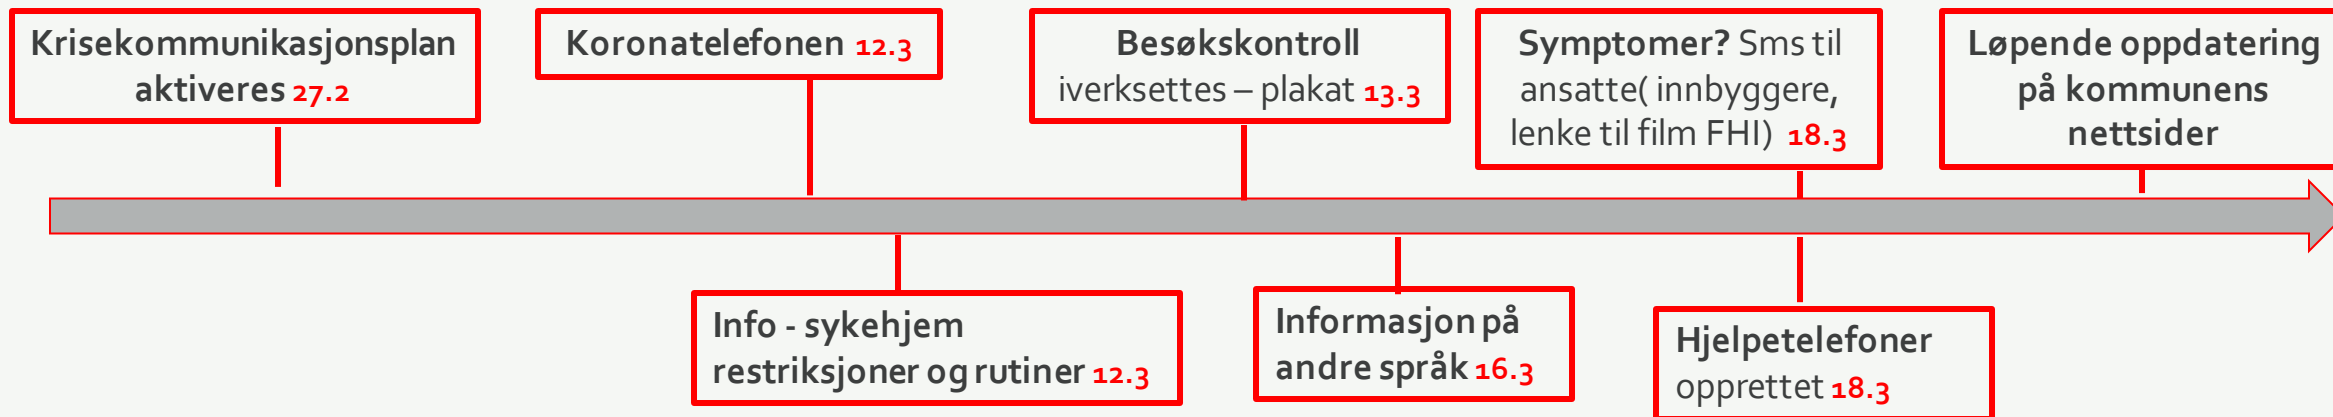 Krisekommunikasjonsplan
aktiveres 27.2
Koronatelefonen 12.3
Besøkskontroll
iverksettes – plakat 13.3
Symptomer? Sms til
ansatte( innbyggere,
lenke til film FHI) 18.3
Løpende oppdatering
på kommunens
nettsider
Info - sykehjem
restriksjoner og rutiner 12.3
Informasjon på
andre språk 16.3
Hjelpetelefoner
opprettet 18.3